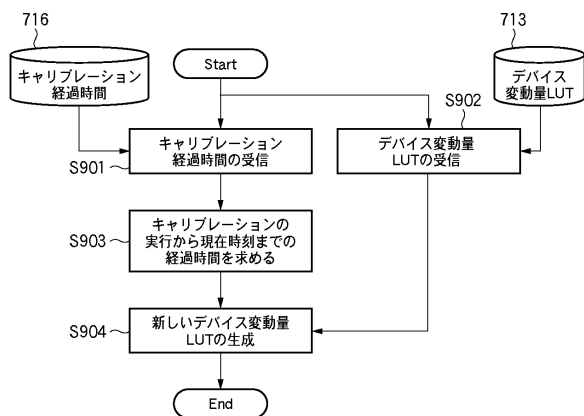 716
キャリブレーション
経過時間
Start
713
デバイス
変動量LUT
S902
キャリブレーション
経過時間の受信
S901
デバイス変動量
LUTの受信
キャリブレーションの
実行から現在時刻までの
経過時間を求める
S903
新しいデバイス変動量
LUTの生成
S904
End